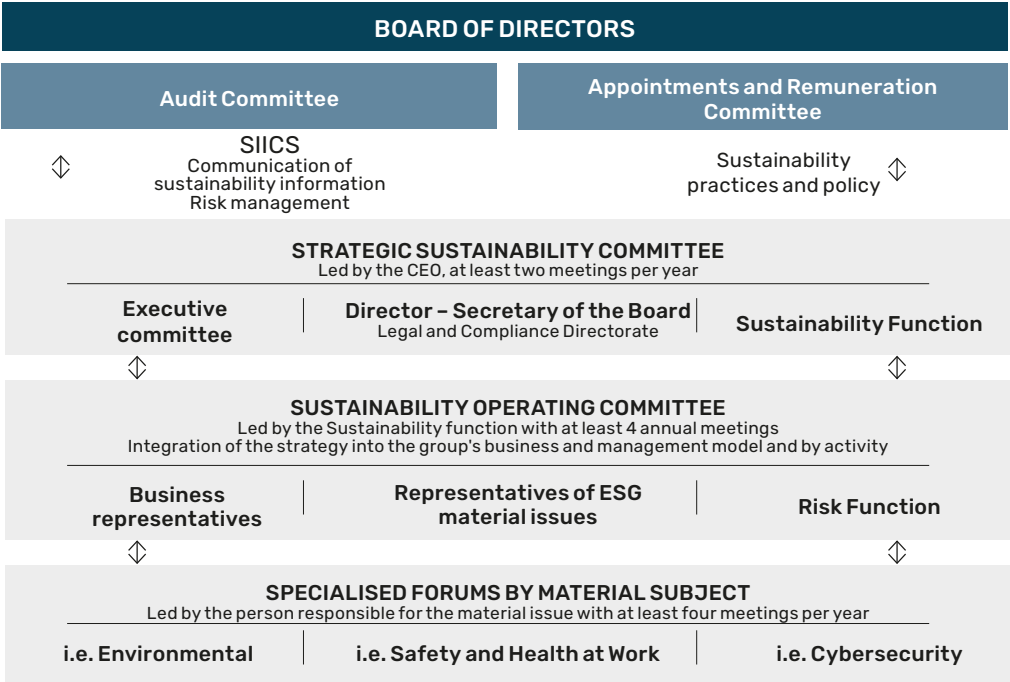 BOARD OF DIRECTORS
Audit Committee
Appointments and Remuneration
Committee
SIICS
Communication of
sustainability information
Risk management
Sustainability
practices and policy
STRATEGIC SUSTAINABILITY COMMITTEE
Led by the CEO, at least two meetings per year
Executive
committee
Director – Secretary of the Board
Legal and Compliance Directorate
Sustainability Function
SUSTAINABILITY OPERATING COMMITTEE
Led by the Sustainability function with at least 4 annual meetings
Integration of the strategy into the group's business and management model and by activity
Business
representatives
Representatives of ESG
material issues
Risk Function
SPECIALISED FORUMS BY MATERIAL SUBJECT
Led by the person responsible for the material issue with at least four meetings per year
i.e. Environmental
i.e. Safety and Health at Work
i.e. Cybersecurity